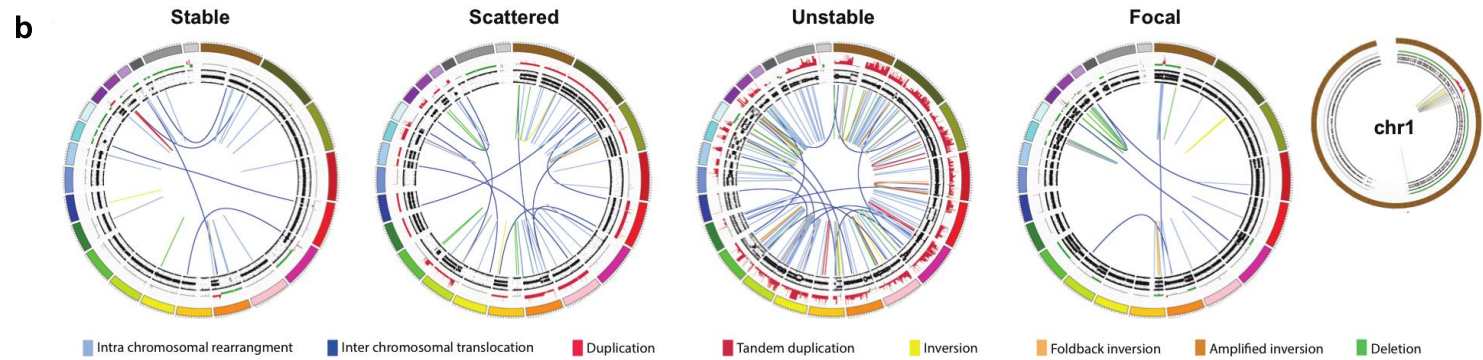 b
Stable
Scattered
Unstable
Focal
chr1
Intra chromosomal rearrangment
Inter chromosomal translocation
Duplication
Tandem duplication
Inversion
Foldback inversion
Amplified inversion
Deletion